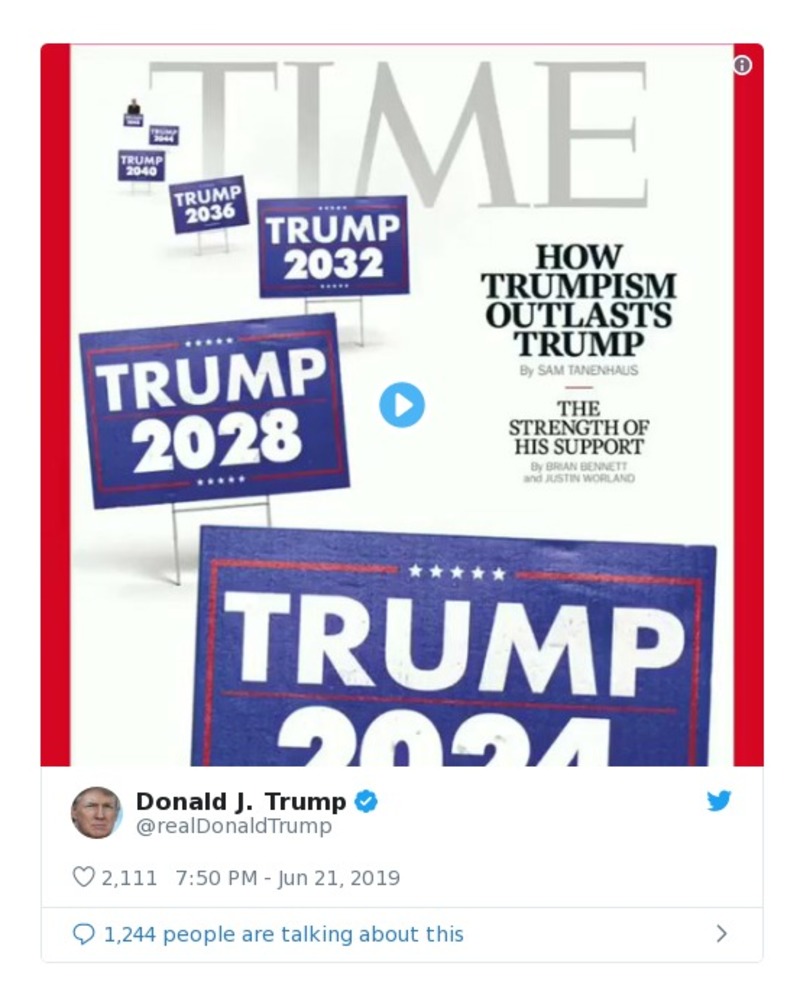 TIME
TRUMP
2044
TRUMP
2040
TRUMP
2036
TRUMP
2032
TRUMP
2028
TRUMP
2024
HOW
TRUMPISM
OUTLASTS
TRUMP
By SAM TANENHAUS
THE
STRENGTH OF
HIS SUPPORT
By BRIAN BENNETT
and JUSTIN WORLAND
Donald J. Trump
@realDonaldTrump
2,111 7:50 PM - Jun 21, 2019
1,244 people are talking about this